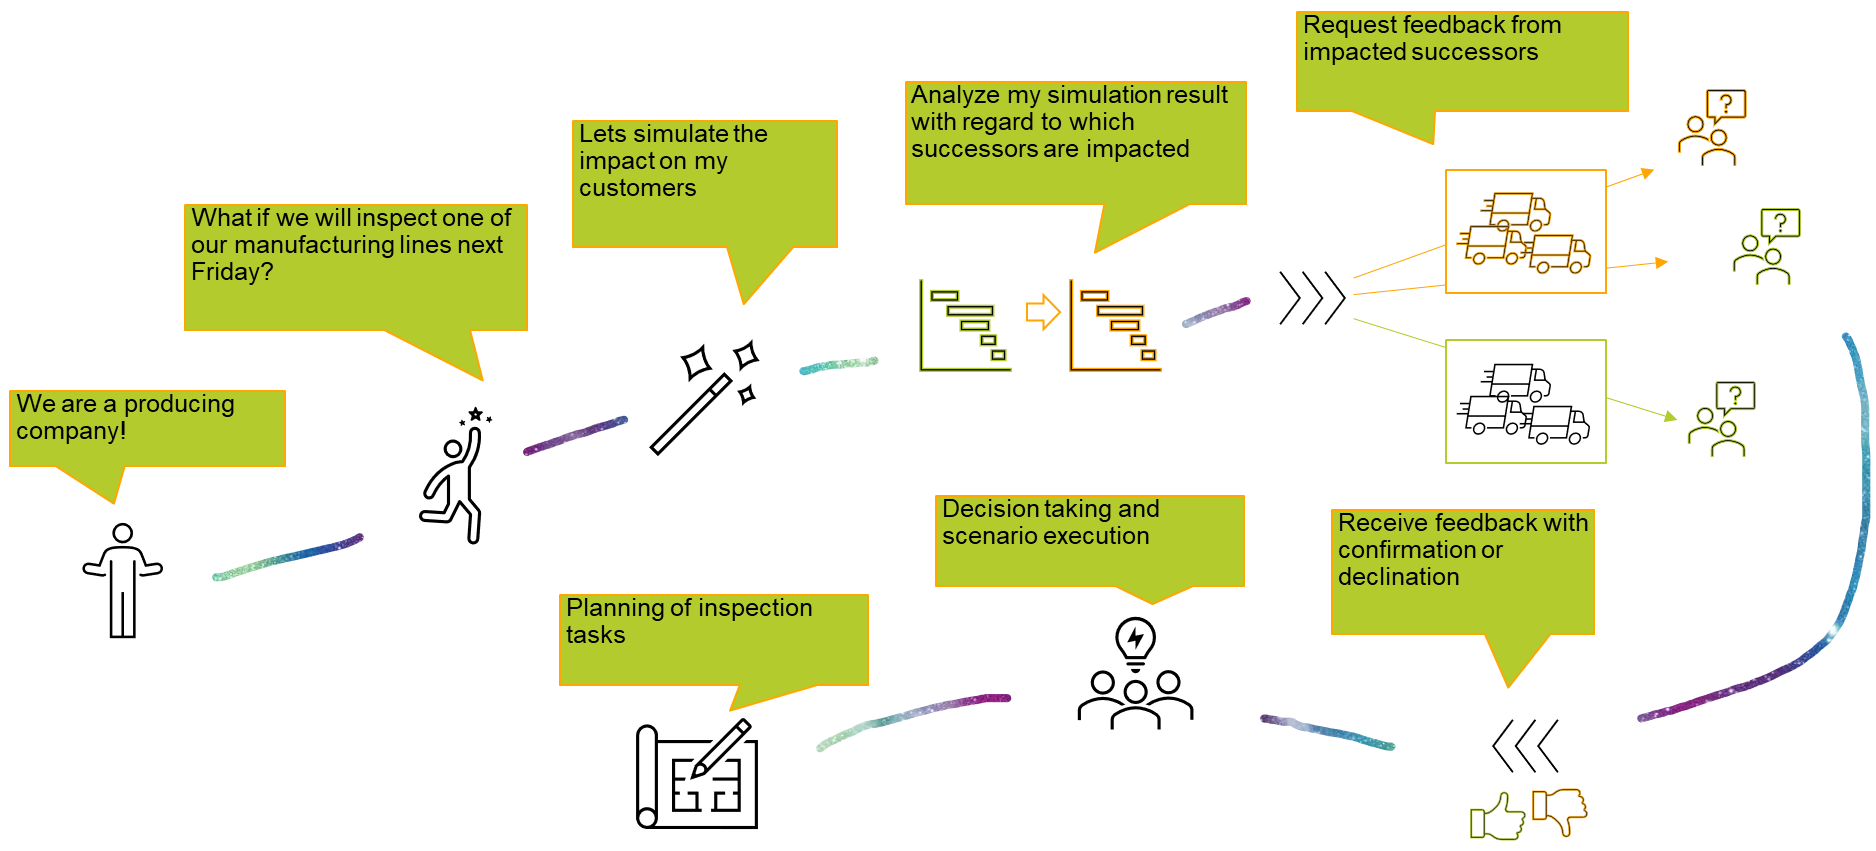 We are a producing
company!
What if we will inspect one of
our manufacturing lines next
Friday?
Lets simulate the
impact on my
customers
Analyze my simulation result
with regard to which
successors are impacted
Request feedback from
impacted successors
?
?
?
Receive feedback with
confirmation or
declination
Decision taking and
scenario execution
Planning of inspection
tasks